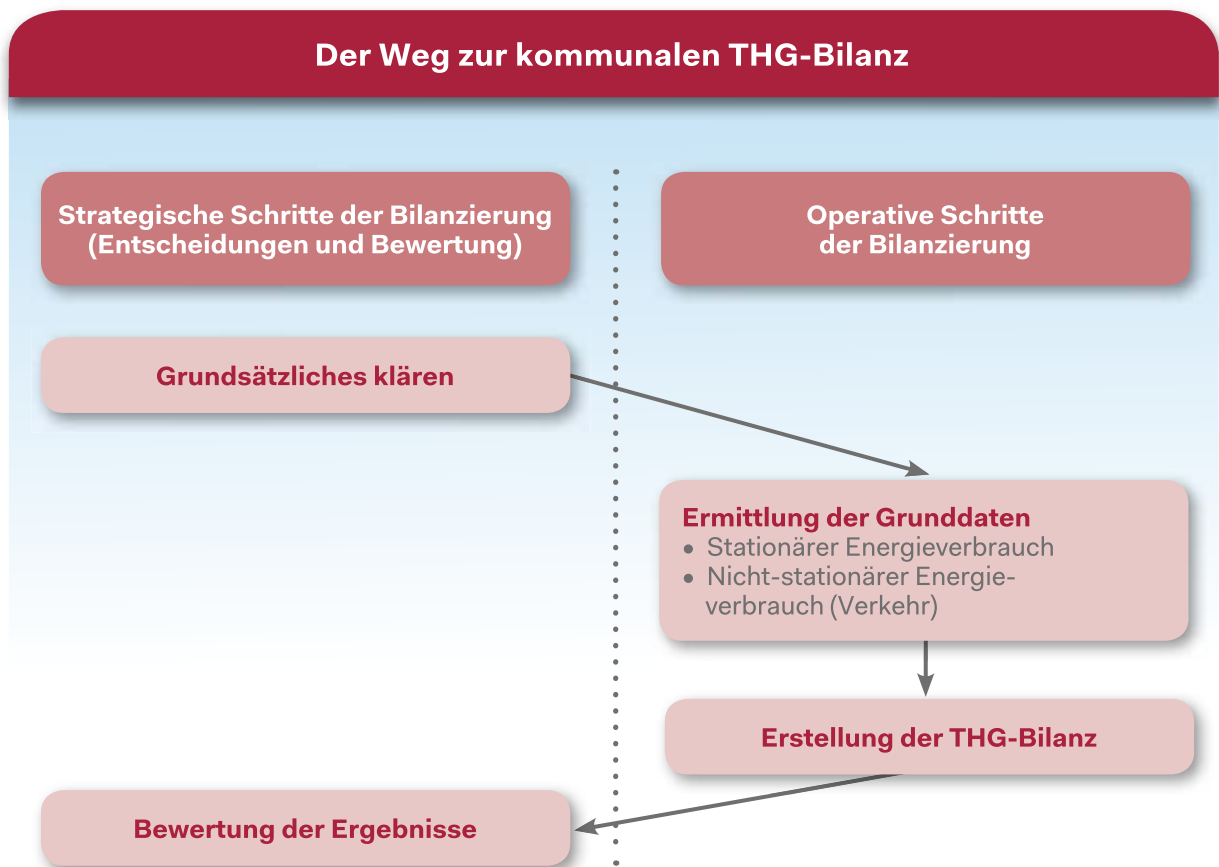 Der Weg zur kommunalen THG-Bilanz
Strategische Schritte der Bilanzierung
(Entscheidungen und Bewertung)
Operative Schritte
der Bilanzierung
Grundsätzliches klären
Ermittlung der Grunddaten
• Stationärer Energieverbrauch
• Nicht-stationärer Energie-
verbrauch (Verkehr)
Erstellung der THG-Bilanz
Bewertung der Ergebnisse